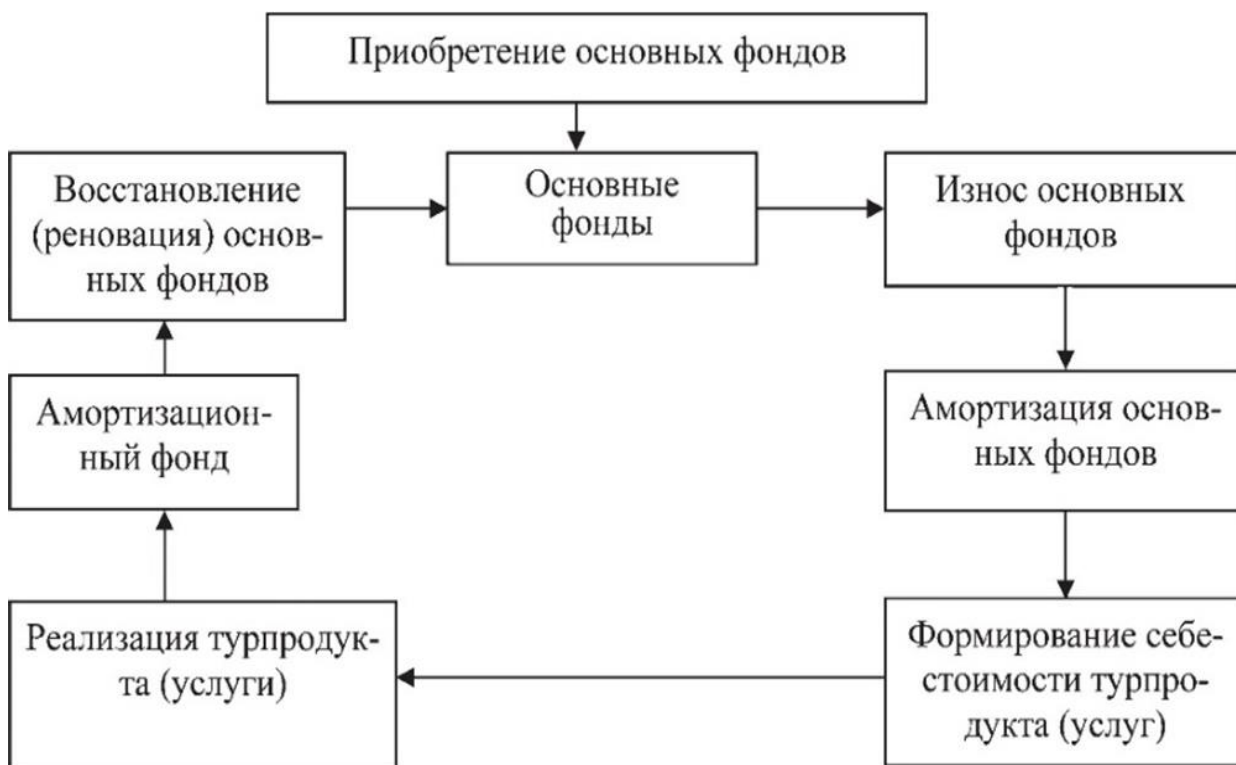 Приобретение основных фондов
Восстановление
(реновация) основ-
ных фондов
Основные
фонды
Износ основных
фондов
Амортизацион-
ный фонд
Амортизация основ-
ных фондов
Реализация турпродук-
та (услуги)
Формирование себе-
стоимости турпро-
дукта (услуг)